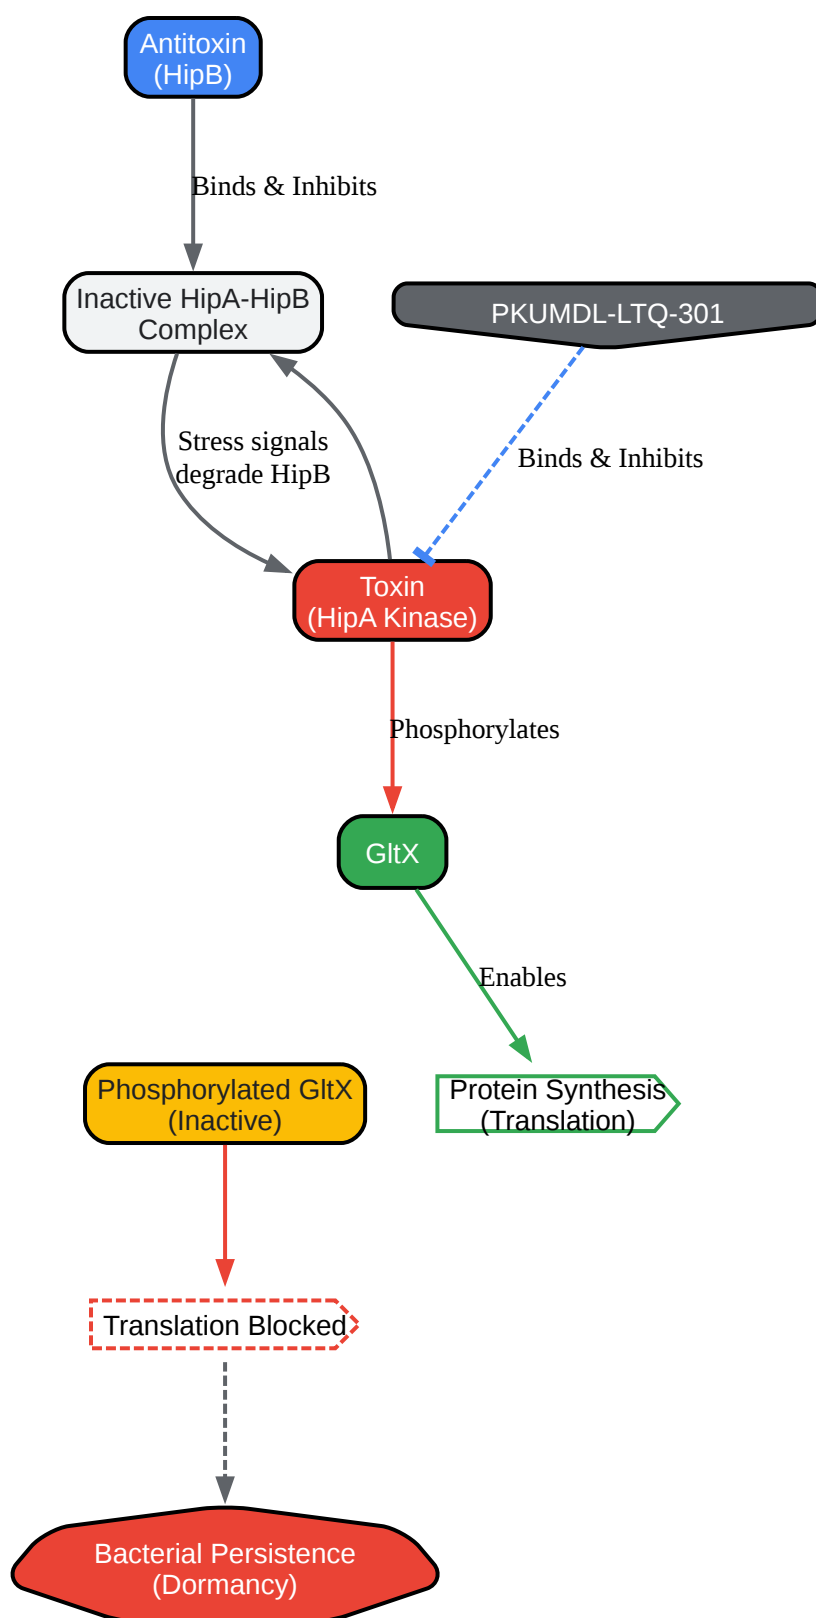 Antitoxin
(HipB)
Binds & Inhibits
Inactive HipA-HipB
Complex
PKUMDL-LTQ-301
Stress signals
degrade HipB
Binds & Inhibits
Toxin
(HipA Kinase)
Phosphorylates
GltX
Enables
Phosphorylated GltX
(Inactive)
Protein Synthesis
(Translation)
Translation Blocked
Bacterial Persistence
(Dormancy)